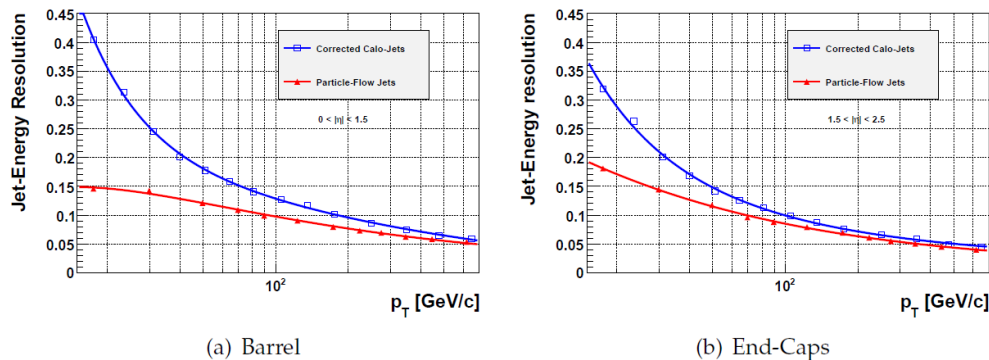 Jet-Energy Resolution
0.45
0.4
0.35
0.3
0.25
0.2
0.15
0.1
0.05
0
Corrected Calo-Jets
Particle-Flow Jets
0 < |η| < 1.5
10²
p_T [GeV/c]
(a) Barrel
Jet-Energy resolution
0.45
0.4
0.35
0.3
0.25
0.2
0.15
0.1
0.05
0
Corrected Calo-Jets
Particle-Flow Jets
1.5 < |η| < 2.5
10²
p_T [GeV/c]
(b) End-Caps